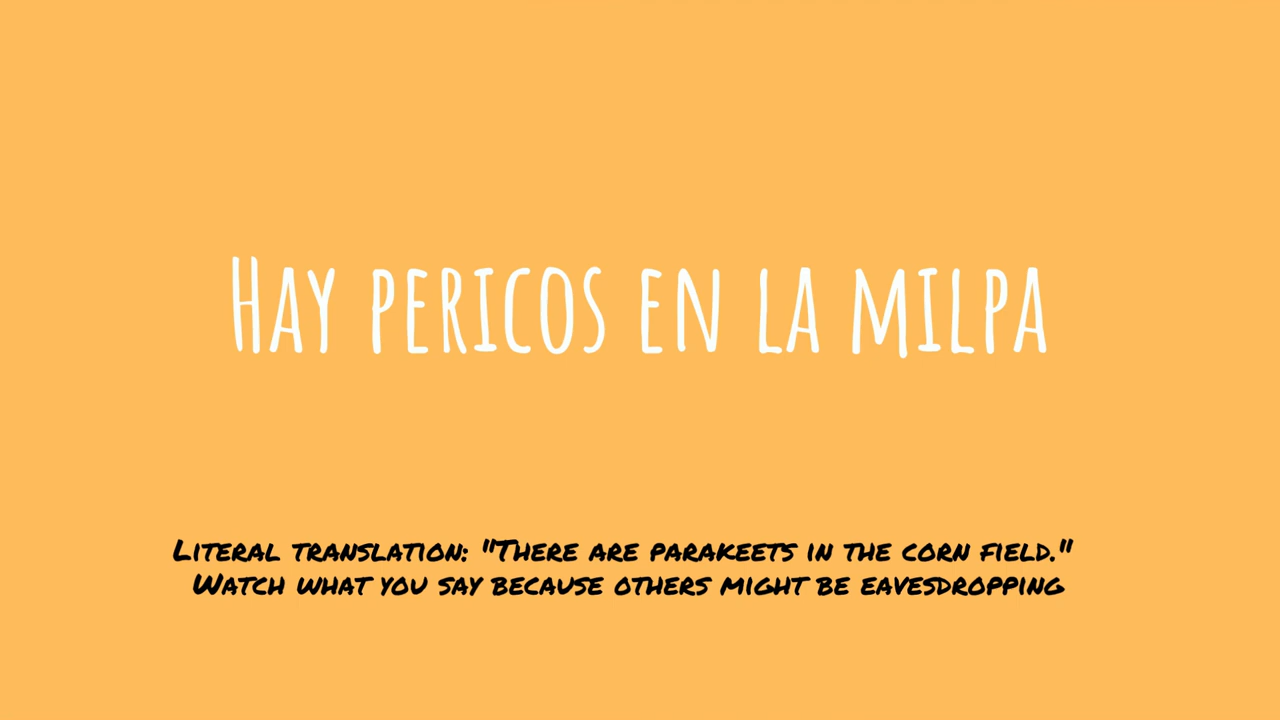 Hay pericos en la milpa
Literal translation: "There are parakeets in the corn field."
Watch what you say because others might be eavesdropping